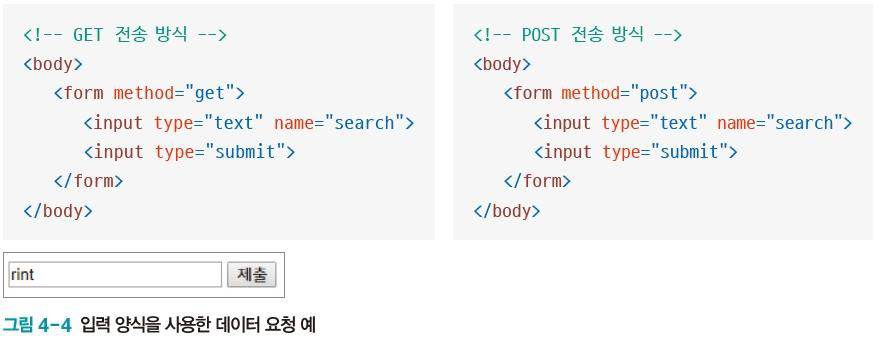 <!-- GET 전송 방식 -->
<body>
<form method="get">
<input type="text" name="search">
<input type="submit">
</form>
</body>
<!-- POST 전송 방식 -->
<body>
<form method="post">
<input type="text" name="search">
<input type="submit">
</form>
</body>
rint 제출
그림 4-4 입력 양식을 사용한 데이터 요청 예